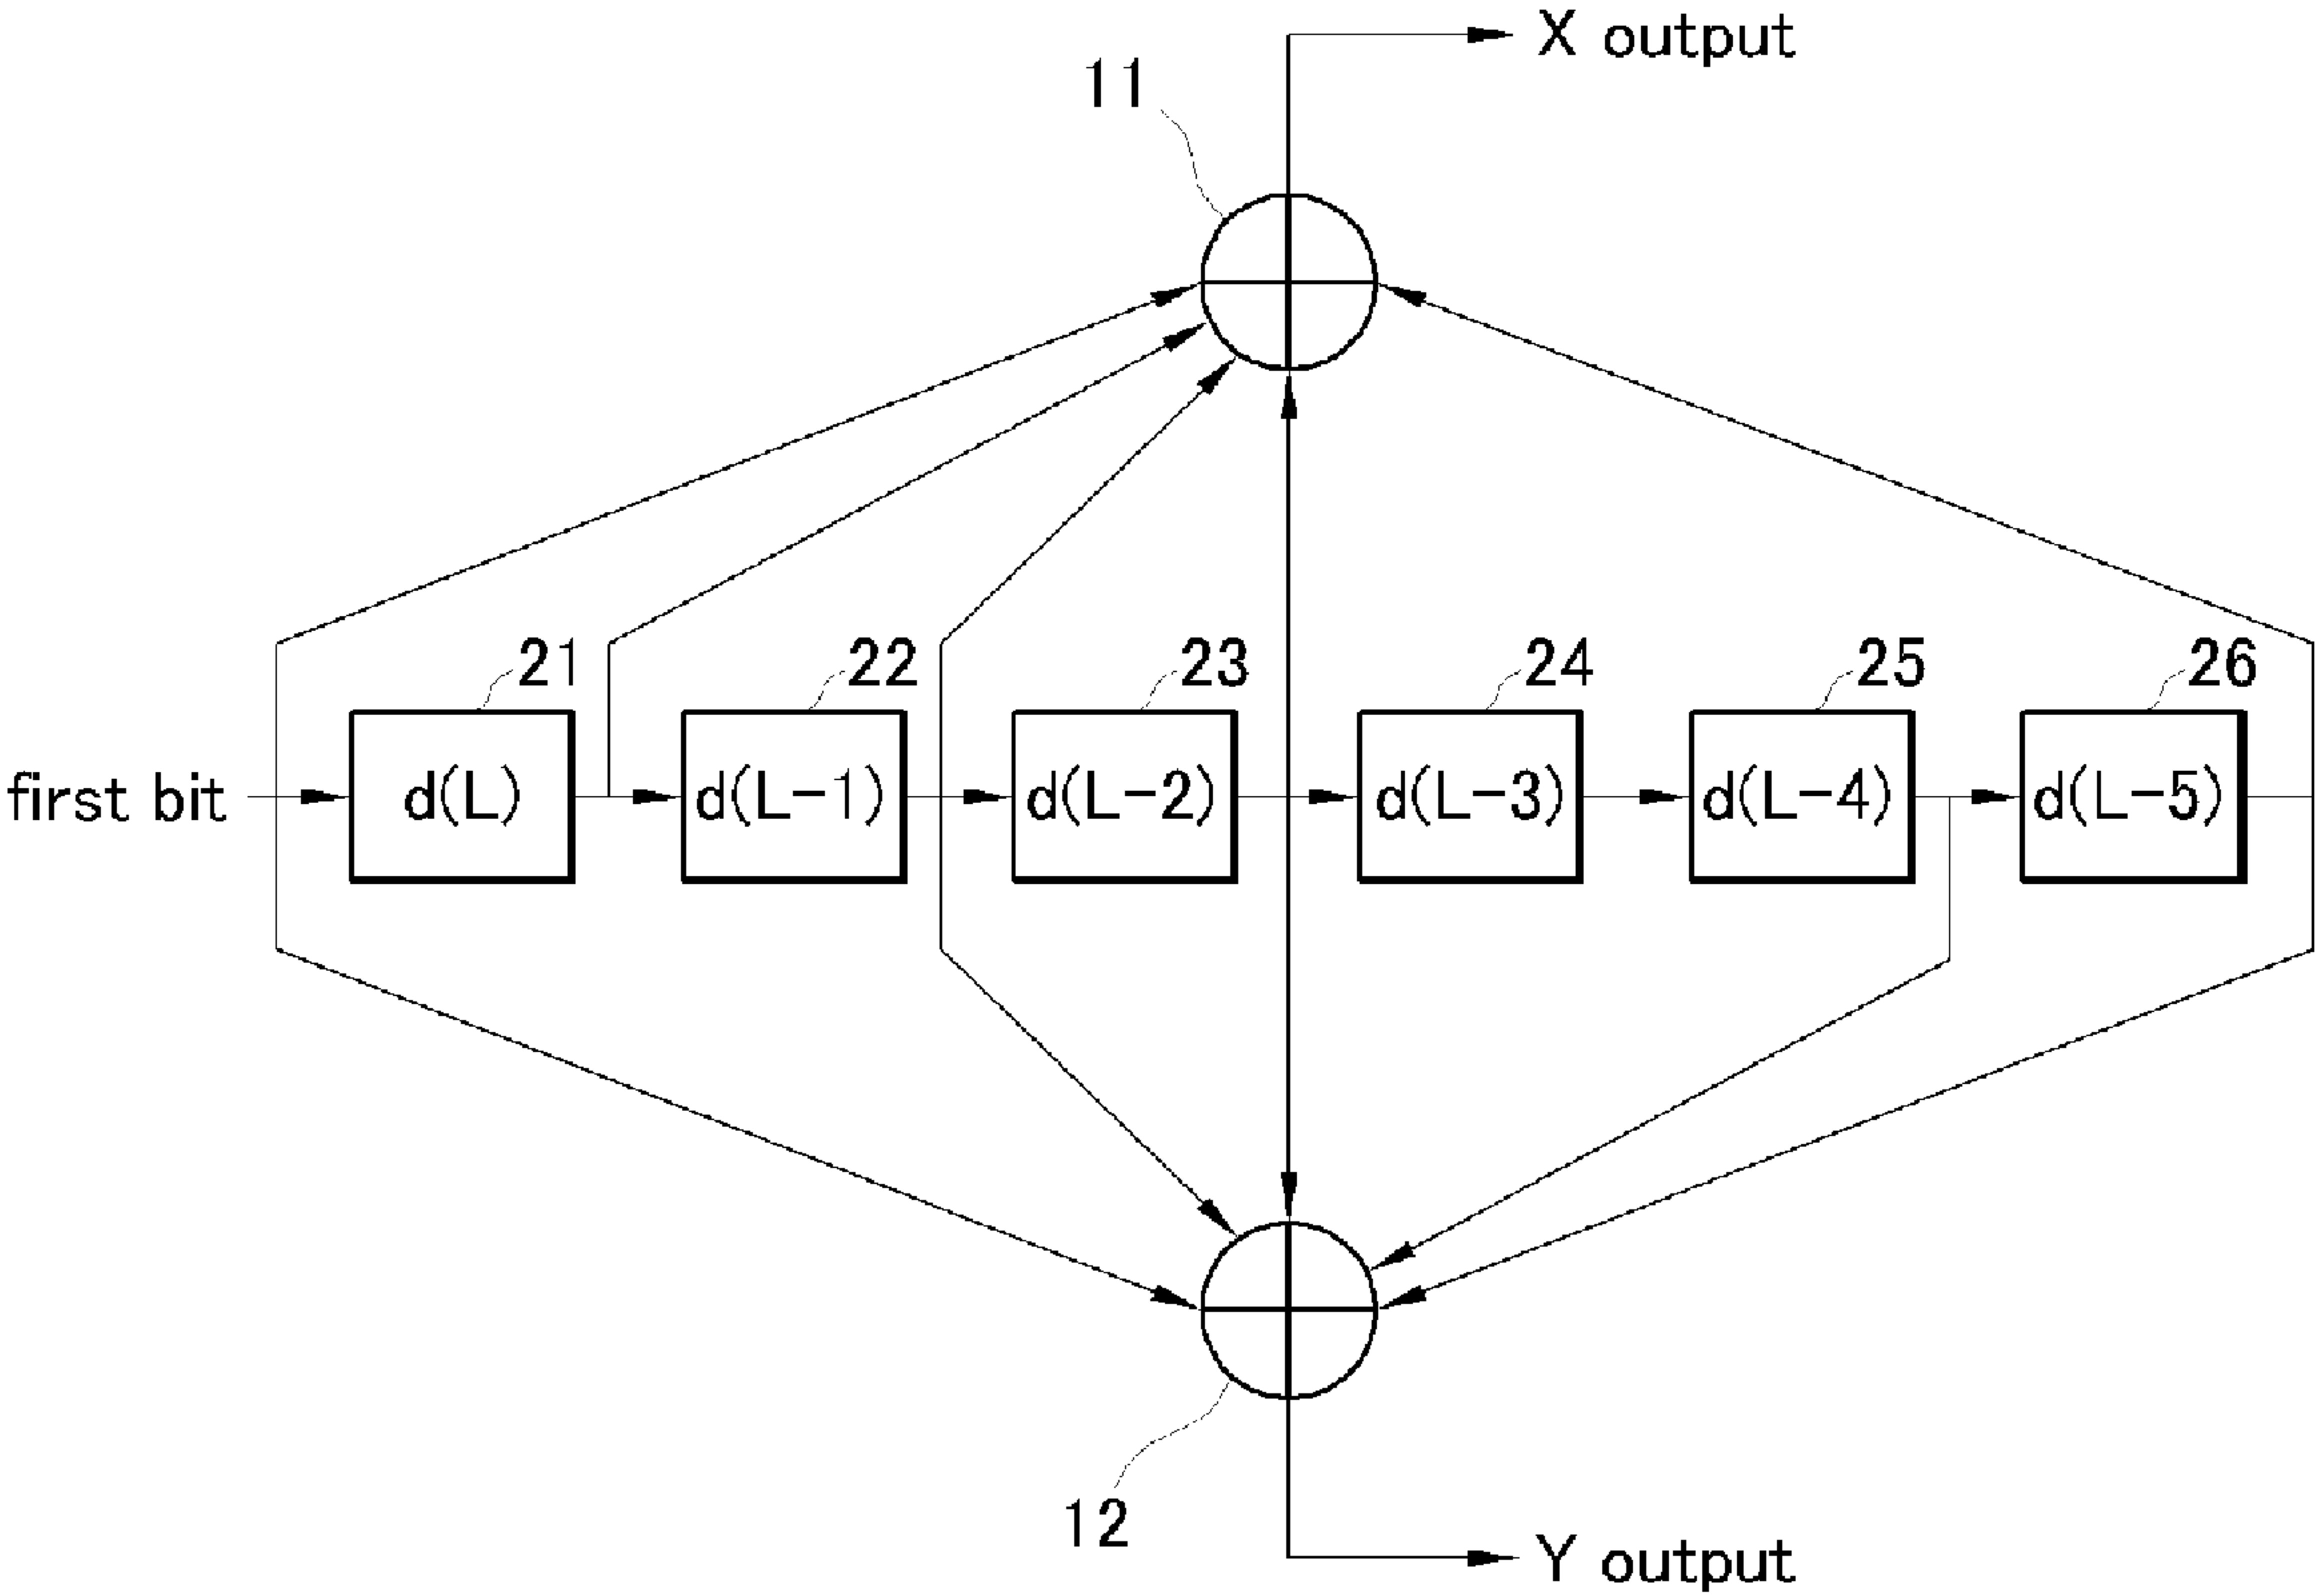 X output
11
21
22
23
24
25
26
first bit
d(L)
d(L-1)
d(L-2)
d(L-3)
d(L-4)
d(L-5)
12
Y output